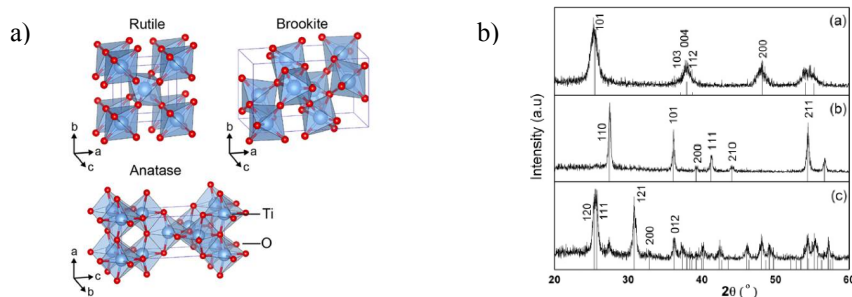 a)
Rutile
Brookite
b
a
c
b
a
c
Anatase
Ti
O
a
c
b
b)
(a)
101
103
004
112
200
(b)
110
101
200
111
210
211
(c)
120
111
121
200
012
Intensity (a.u)
20 30 40 50 60
2θ (°)